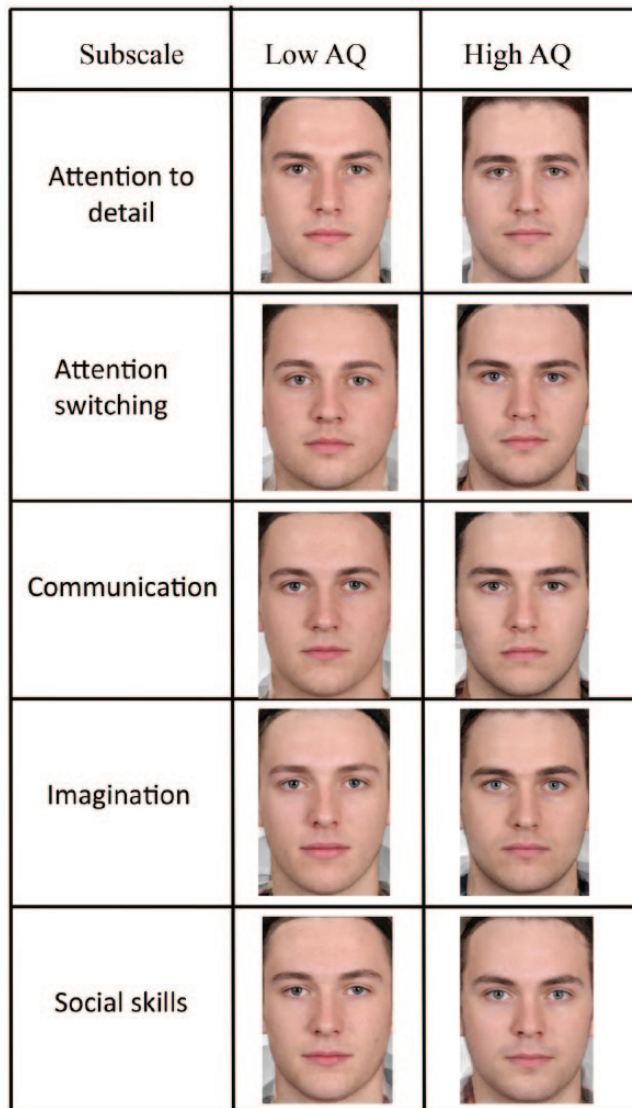 Subscale Low AQ High AQ
Attention to
detail
Attention
switching
Communication
Imagination
Social skills